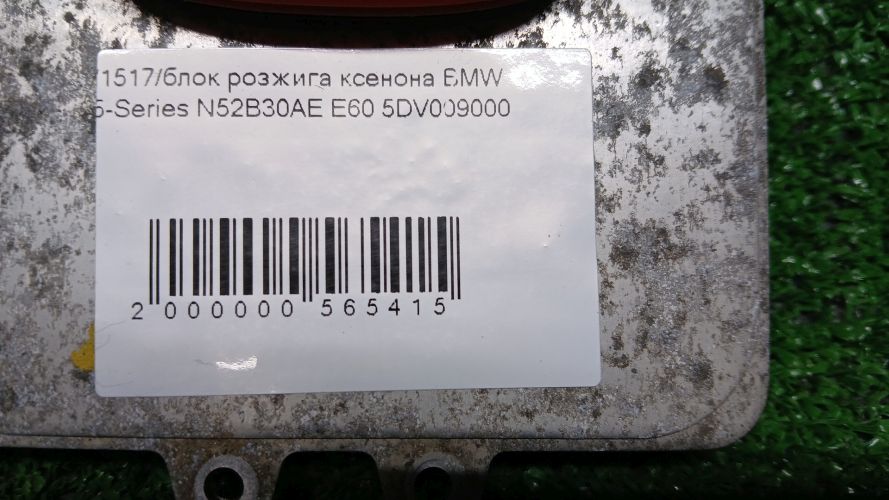 /1517/блок розжига ксенона BMW
5-Series N52B30AE E60 5DV009000
2 000000 565415